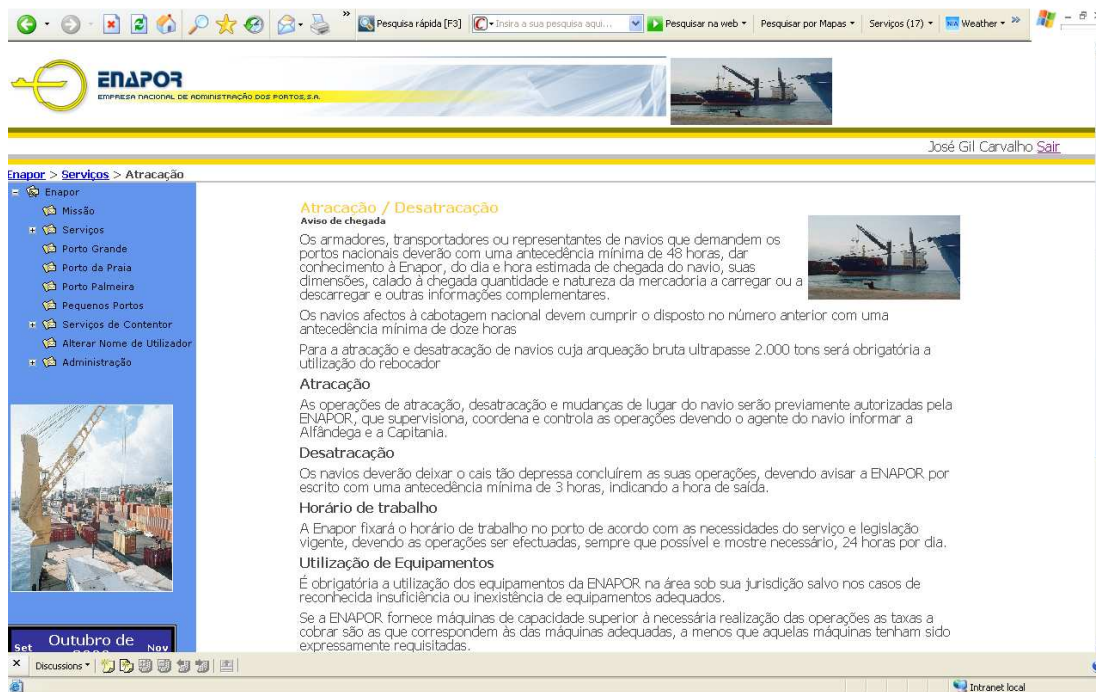 »
Pesquisa rápida [F3]
Insira a sua pesquisa aqui...
Pesquisar na web
Pesquisar por Mapas
Serviços (17)
N/A Weather »
ENAPOR
EMPRESA NACIONAL DE ADMINISTRAÇÃO DOS PORTOS, S.A.
José Gil Carvalho Sair
Enapor > Serviços > Atracação
Enapor
Missão
Serviços
Porto Grande
Porto da Praia
Porto Palmeira
Pequenos Portos
Serviços de Contentor
Alterar Nome de Utilizador
Administração
Set Outubro de Nov
Atracação / Desatracação
Aviso de chegada
Os armadores, transportadores ou representantes de navios que demandem os
portos nacionais deverão com uma antecedência mínima de 48 horas, dar
conhecimento à Enapor, do dia e hora estimada de chegada do navio, suas
dimensões, calado à chegada quantidade e natureza da mercadoria a carregar ou a
descarregar e outras informações complementares.
Os navios afectos à cabotagem nacional devem cumprir o disposto no número anterior com uma
antecedência mínima de doze horas
Para a atracação e desatracação de navios cuja arqueação bruta ultrapasse 2.000 tons será obrigatória a
utilização do rebocador
Atracação
As operações de atracação, desatracação e mudanças de lugar do navio serão previamente autorizadas pela
ENAPOR, que supervisiona, coordena e controla as operações devendo o agente do navio informar a
Alfândega e a Capitania.
Desatracação
Os navios deverão deixar o cais tão depressa concluírem as suas operações, devendo avisar a ENAPOR por
escrito com uma antecedência mínima de 3 horas, indicando a hora de saída.
Horário de trabalho
A Enapor fixará o horário de trabalho no porto de acordo com as necessidades do serviço e legislação
vigente, devendo as operações ser efectuadas, sempre que possível e mostre necessário, 24 horas por dia.
Utilização de Equipamentos
É obrigatória a utilização dos equipamentos da ENAPOR na área sob sua jurisdição salvo nos casos de
reconhecida insuficiência ou inexistência de equipamentos adequados.
Se a ENAPOR fornece máquinas de capacidade superior à necessária realização das operações as taxas a
cobrar são as que correspondem às das máquinas adequadas, a menos que aquelas máquinas tenham sido
expressamente requisitadas.
Discussions
Intranet local